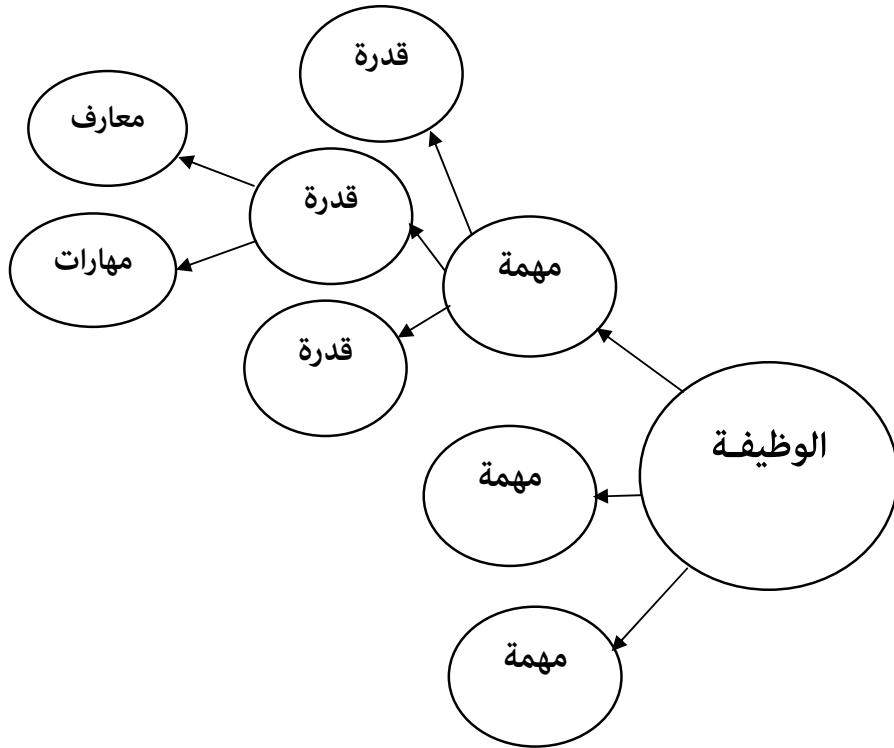 قدرة
معارف
قدرة
مهارات
مهمة
قدرة
الوظيفـة
مهمة
مهمة